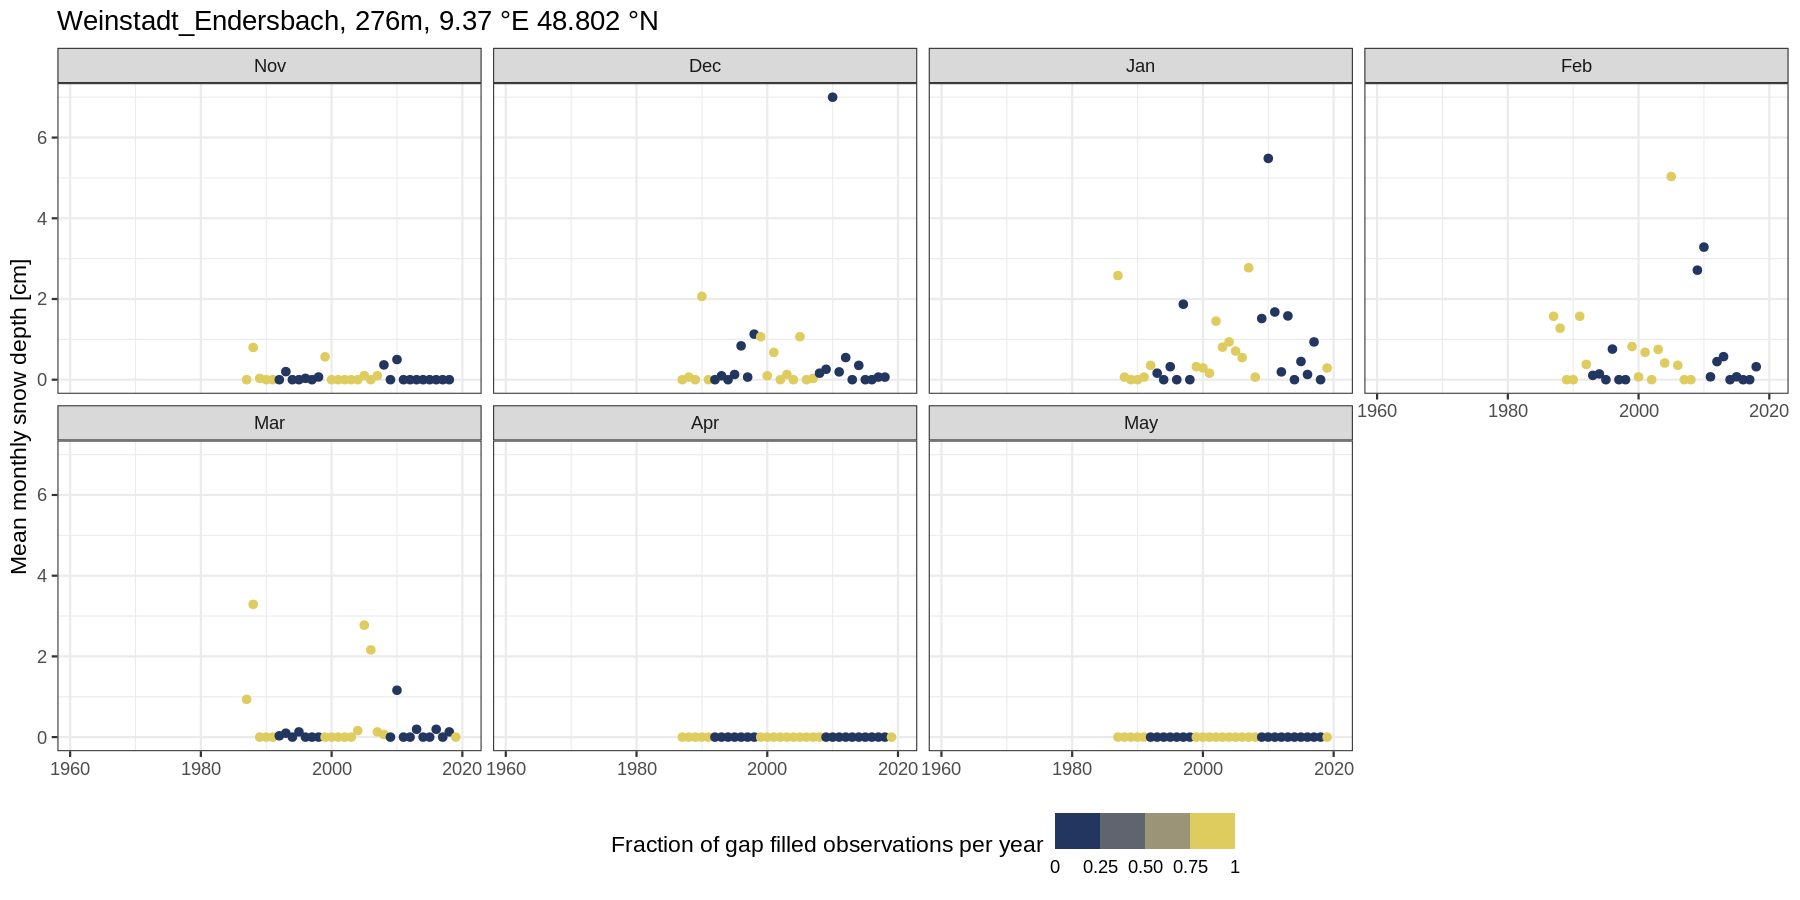 Weinstadt_Endersbach, 276m, 9.37 °E 48.802 °N
Nov Dec Jan Feb
6
4
2
0
1960 1980 2000 2020
Mean monthly snow depth [cm]
Mar Apr May
6
4
2
0
1960 1980 2000 2020 1960 1980 2000 2020 1960 1980 2000 2020
Fraction of gap filled observations per year
0 0.25 0.50 0.75 1